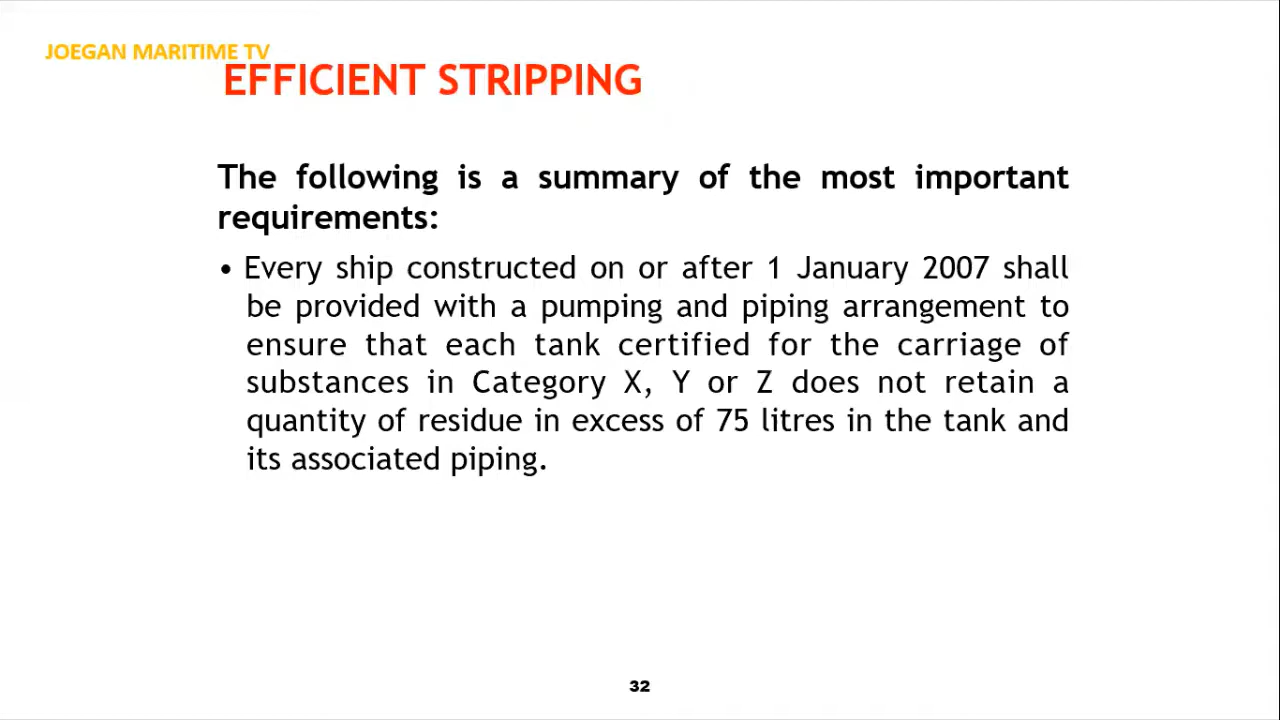 JOEGAN MARITIME TV
EFFICIENT STRIPPING
The following is a summary of the most important
requirements:
• Every ship constructed on or after 1 January 2007 shall
be provided with a pumping and piping arrangement to
ensure that each tank certified for the carriage of
substances in Category X, Y or Z does not retain a
quantity of residue in excess of 75 litres in the tank and
its associated piping.
32